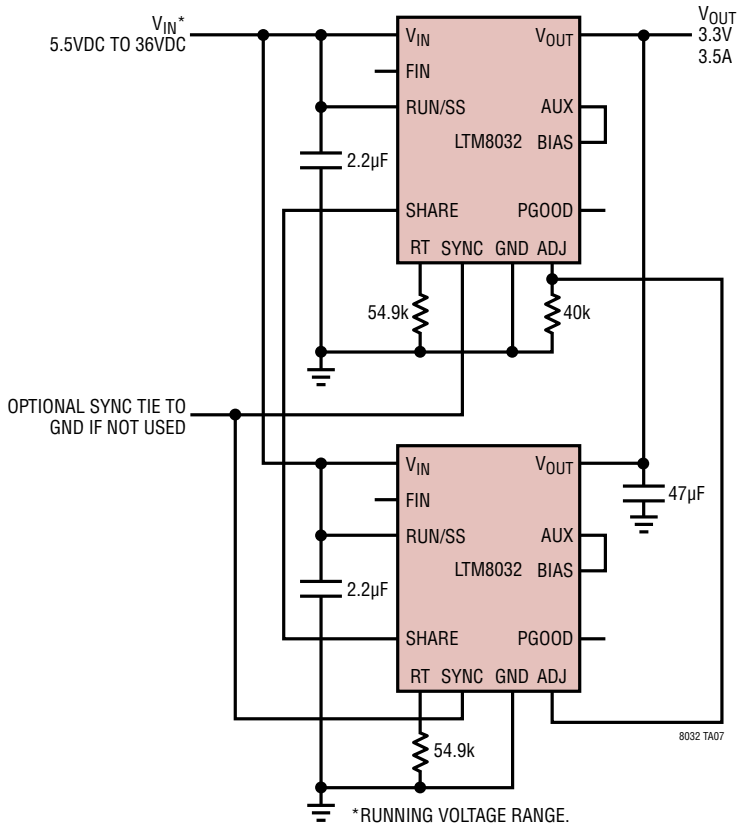 VIN*
5.5VDC TO 36VDC
VOUT
3.3V
3.5A
VIN
VOUT
FIN
RUN/SS
AUX
LTM8032
BIAS
2.2µF
SHARE
PGOOD
RT
SYNC
GND
ADJ
54.9k
40k
OPTIONAL SYNC TIE TO
GND IF NOT USED
VIN
VOUT
FIN
47µF
RUN/SS
AUX
LTM8032
BIAS
2.2µF
SHARE
PGOOD
RT
SYNC
GND
ADJ
8032 TA07
54.9k
*RUNNING VOLTAGE RANGE.